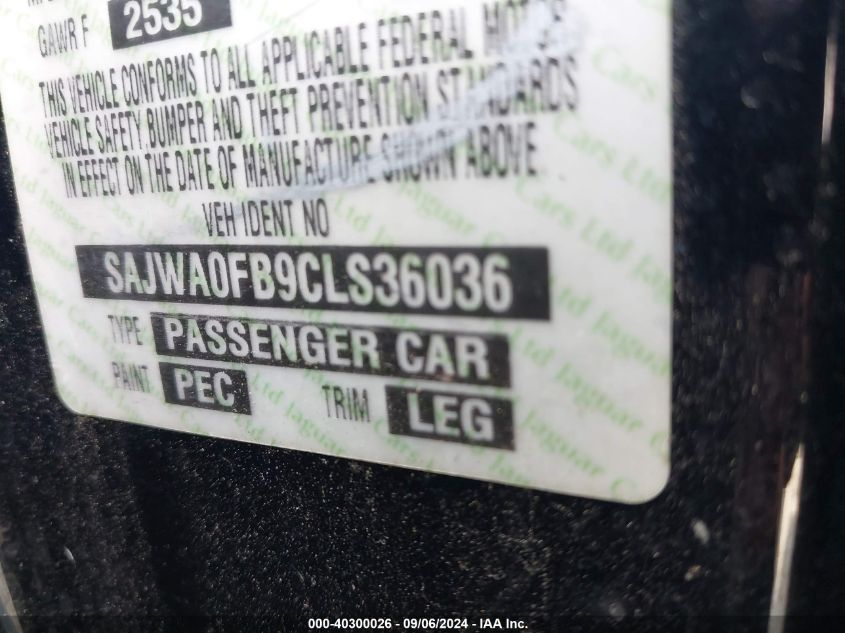 GAWR F 2535
THIS VEHICLE CONFORMS TO ALL APPLICABLE FEDERAL MOTOR
VEHICLE SAFETY, BUMPER AND THEFT PREVENTION STANDARDS
IN EFFECT ON THE DATE OF MANUFACTURE SHOWN ABOVE
VEH IDENT NO
SAJWA0FB9CLS36036
TYPE PASSENGER CAR
PAINT PEC TRIM LEG
000-40300026 - 09/06/2024 - IAA Inc.